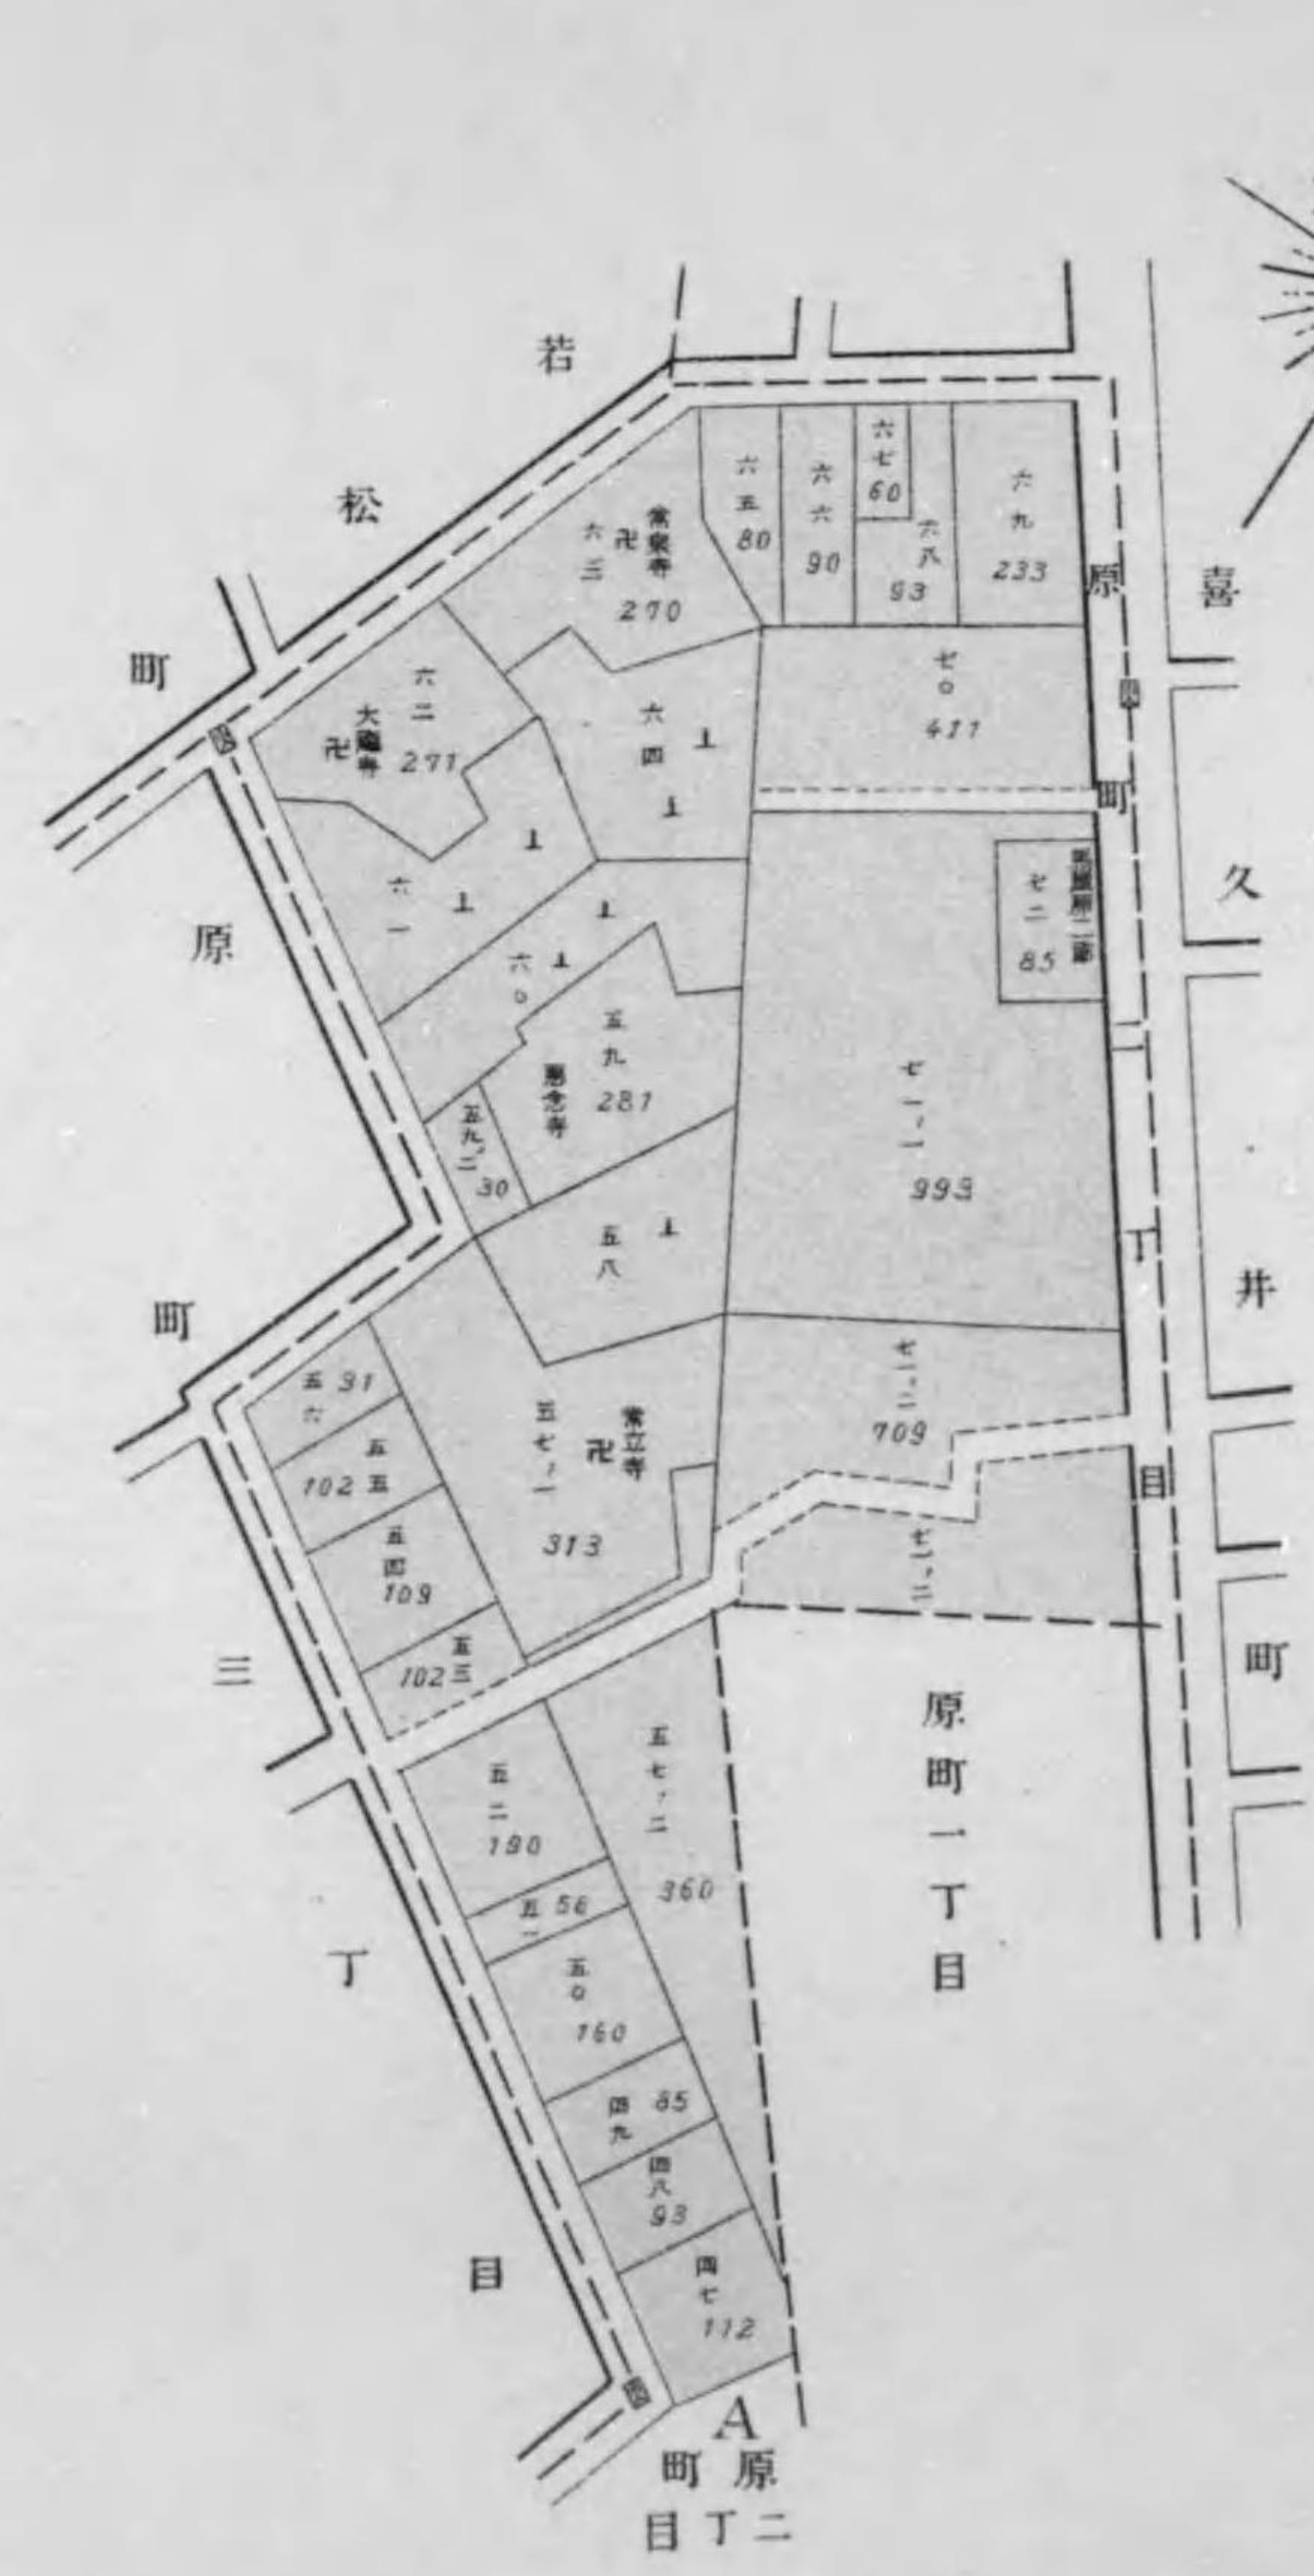 若松町
原町三丁目
原町二丁目
喜久井町
原町一丁目
六三
卍
常泉寺
270
六五
80
六六
90
六七
60
六八
93
六九
233
七〇
411
六二
卍
271
六四
六一
六〇
五九
281
五九ノ二
30
五八
七二
85
七一ノ一
993
七一ノ二
709
七一ノ三
五七ノ一
卍
常立寺
313
五六
31
五五
102
五四
109
五三
102
五二
190
五一
56
五〇
160
四九
85
四八
93
四七
112
五七ノ二
360
A
町原
目丁二